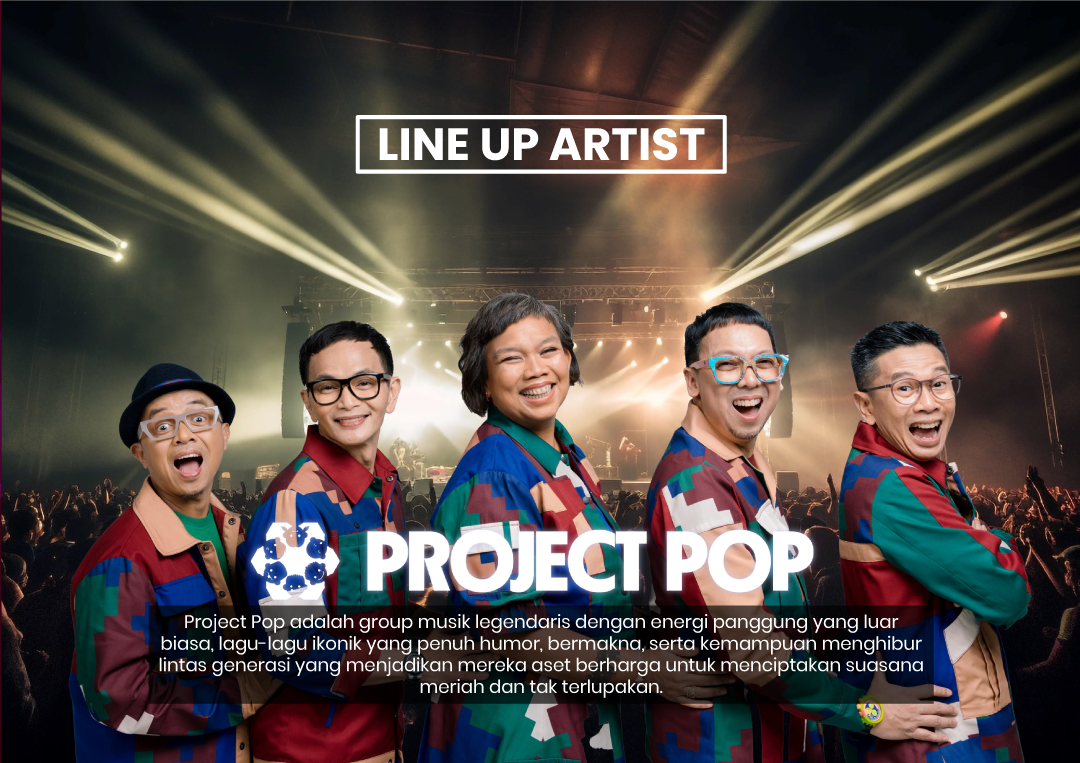 LINE UP ARTIST
PROJECT POP
Project Pop adalah group musik legendaris dengan energi panggung yang luar
biasa, lagu-lagu ikonik yang penuh humor, bermakna, serta kemampuan menghibur
lintas generasi yang menjadikan mereka aset berharga untuk menciptakan suasana
meriah dan tak terlupakan.